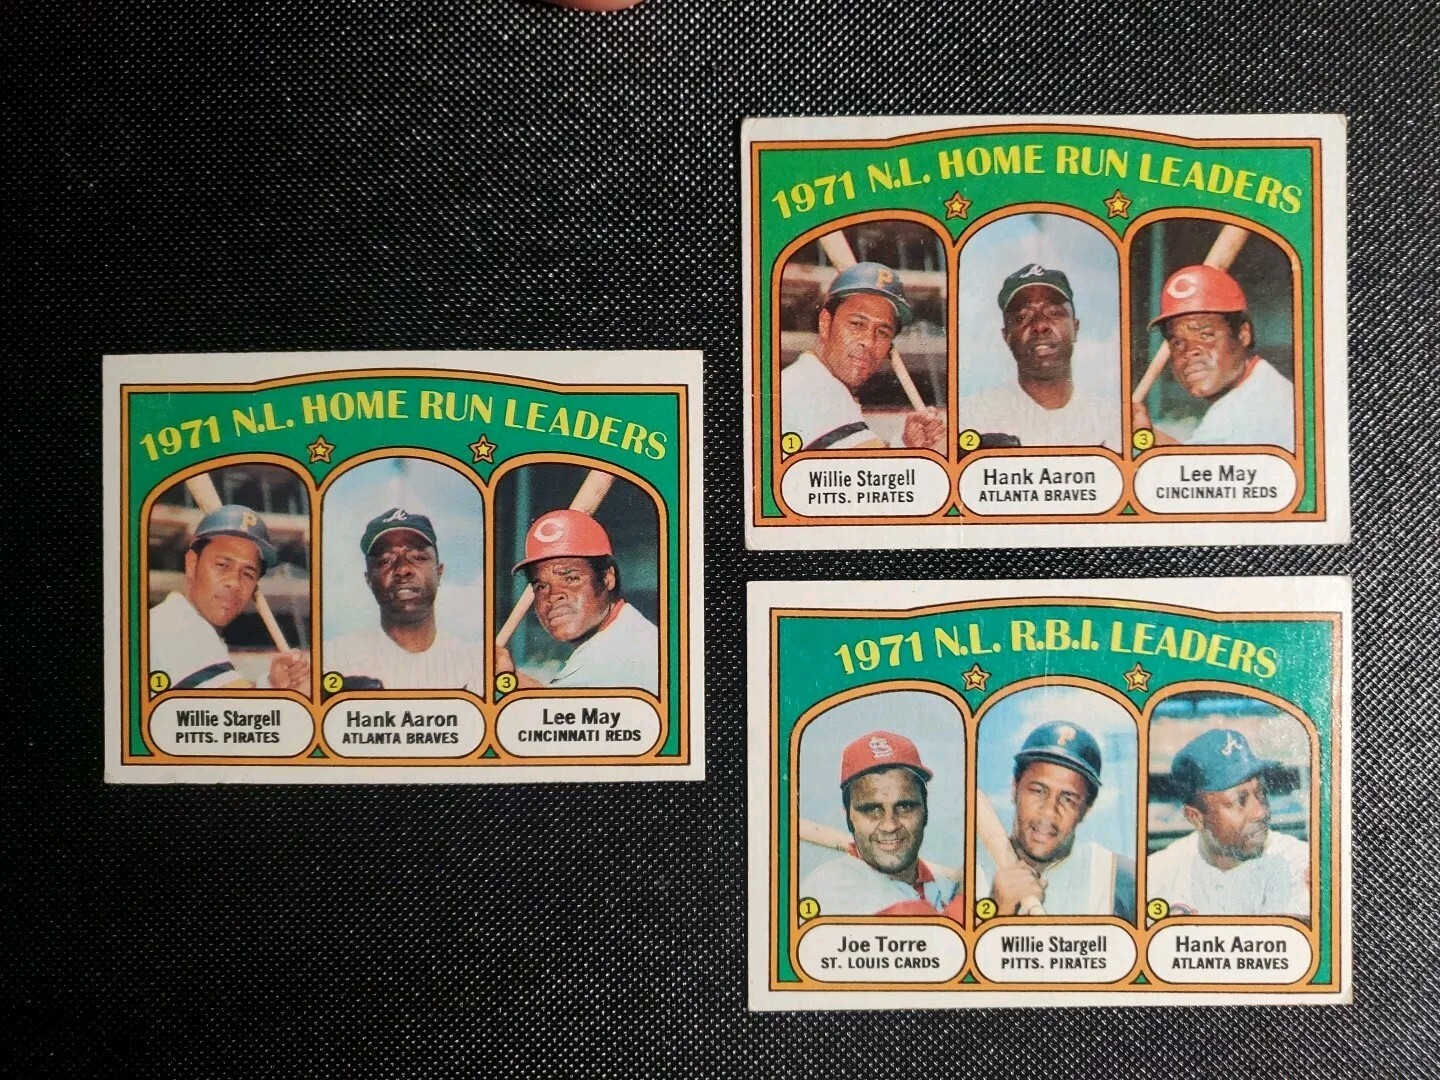 1971 N.L. HOME RUN LEADERS
1
2
3
Willie Stargell
PITTS. PIRATES
Hank Aaron
ATLANTA BRAVES
Lee May
CINCINNATI REDS
P
A
C
1971 N.L. HOME RUN LEADERS
P
A
C
1
2
3
Willie Stargell
PITTS. PIRATES
Hank Aaron
ATLANTA BRAVES
Lee May
CINCINNATI REDS
1971 N.L. R.B.I. LEADERS
STL
P
A
1
2
3
Joe Torre
ST. LOUIS CARDS
Willie Stargell
PITTS. PIRATES
Hank Aaron
ATLANTA BRAVES